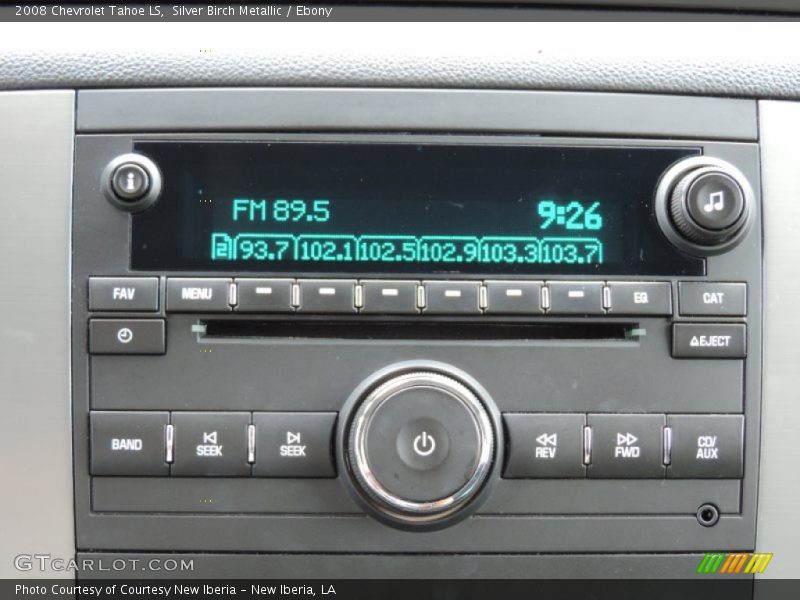 2008 Chevrolet Tahoe LS,  Silver Birch Metallic / Ebony
i
FM 89.5 9:26
2 93.7 102.1 102.5 102.9 103.3 103.7
FAV MENU EQ CAT
EJECT
BAND SEEK SEEK REV FWD CD/
AUX
GTCARLOT.COM
Photo Courtesy of Courtesy New Iberia - New Iberia, LA